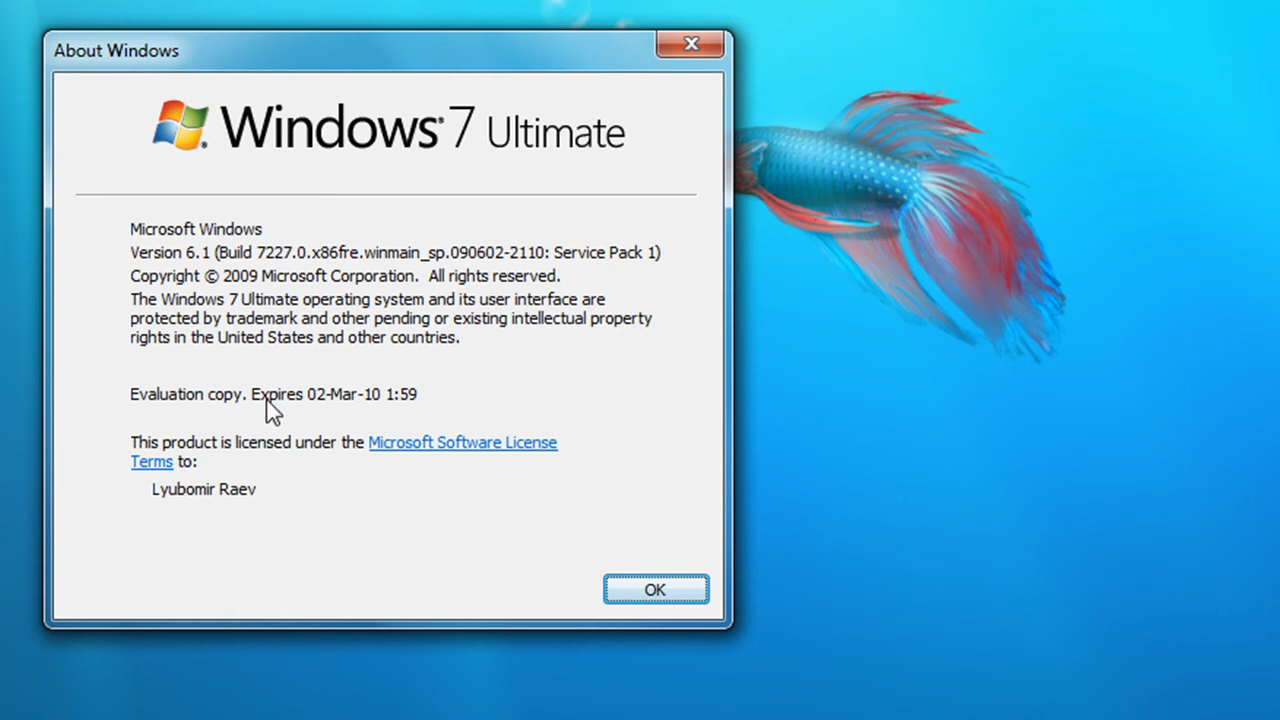 About Windows
Windows® 7 Ultimate
Microsoft Windows
Version 6.1 (Build 7227.0.x86fre.winmain_sp.090602-2110: Service Pack 1)
Copyright © 2009 Microsoft Corporation.  All rights reserved.
The Windows 7 Ultimate operating system and its user interface are
protected by trademark and other pending or existing intellectual property
rights in the United States and other countries.
Evaluation copy. Expires 02-Mar-10 1:59
This product is licensed under the Microsoft Software License
Terms to:
Lyubomir Raev
OK